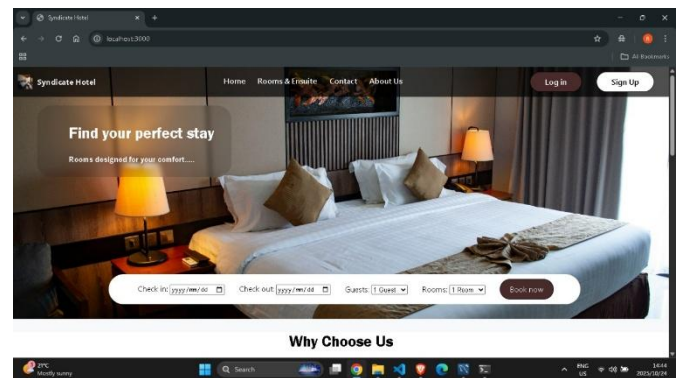 Syndicate Hotel
localhost:3000
All Bookmarks
Syndicate Hotel Home Rooms & Ensuite Contact About Us Log in Sign Up
Find your perfect stay
Rooms designed for your comfort.....
Check in: yyyy/mm/dd Check out: yyyy/mm/dd Guests: 1 Guest Rooms: 1 Room Book now
Why Choose Us
21°C Search ENG 14:44
Mostly sunny US 2025/10/24